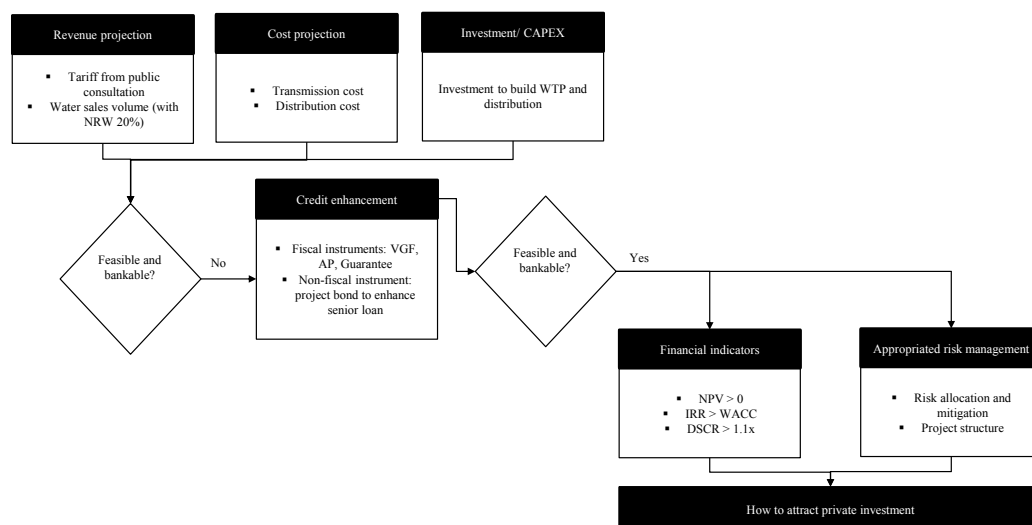 Revenue projection
▪ Tariff from public
consultation
▪ Water sales volume (with
NRW 20%)
Cost projection
▪ Transmission cost
▪ Distribution cost
Investment/ CAPEX
Investment to build WTP and
distribution
Feasible and
bankable?
No
Credit enhancement
▪ Fiscal instruments: VGF,
AP, Guarantee
▪ Non-fiscal instrument:
project bond to enhance
senior loan
Feasible and
bankable?
Yes
Financial indicators
▪ NPV > 0
▪ IRR > WACC
▪ DSCR > 1.1x
Appropriated risk management
▪ Risk allocation and
mitigation
▪ Project structure
How to attract private investment